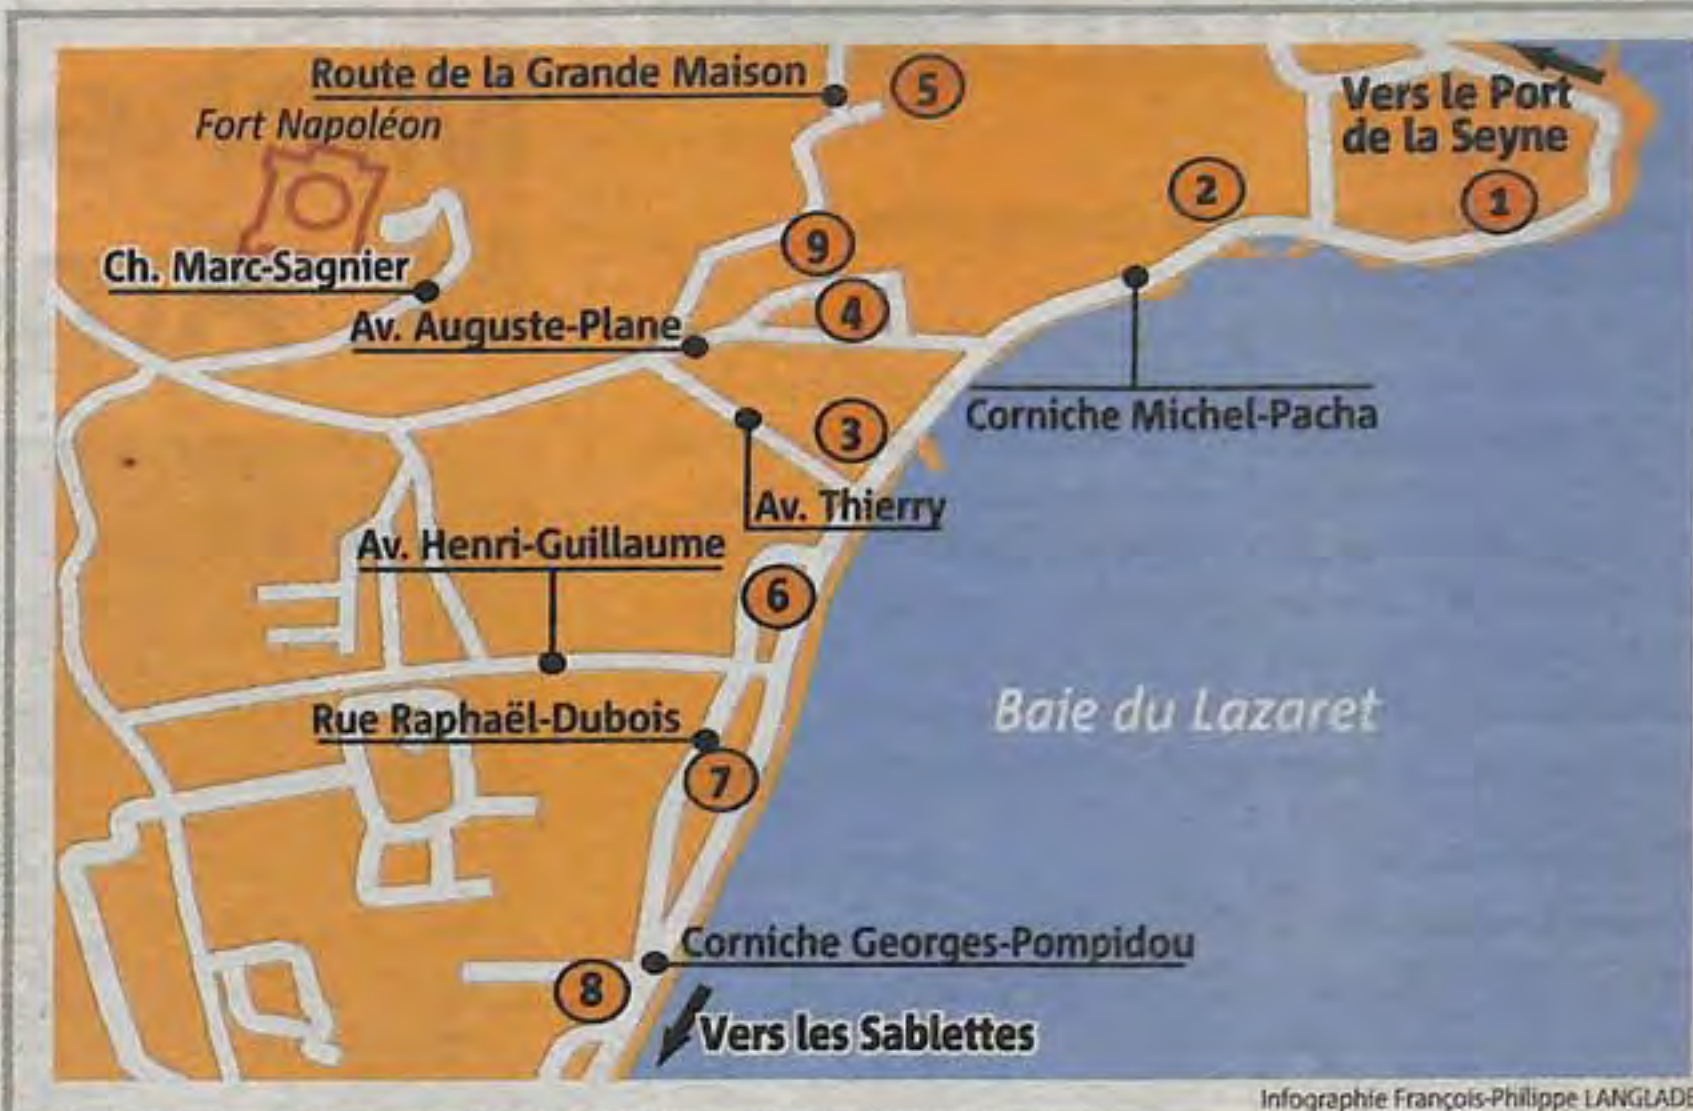 Route de la Grande Maison
5
Vers le Port
de la Seyne
Fort Napoléon
2
1
9
Ch. Marc-Sagnier
4
Av. Auguste-Plane
Corniche Michel-Pacha
3
Av. Thierry
Av. Henri-Guillaume
6
Baie du Lazaret
Rue Raphaël-Dubois
7
Corniche Georges-Pompidou
8
Vers les Sablettes
Infographie François-Philippe LANGLADE